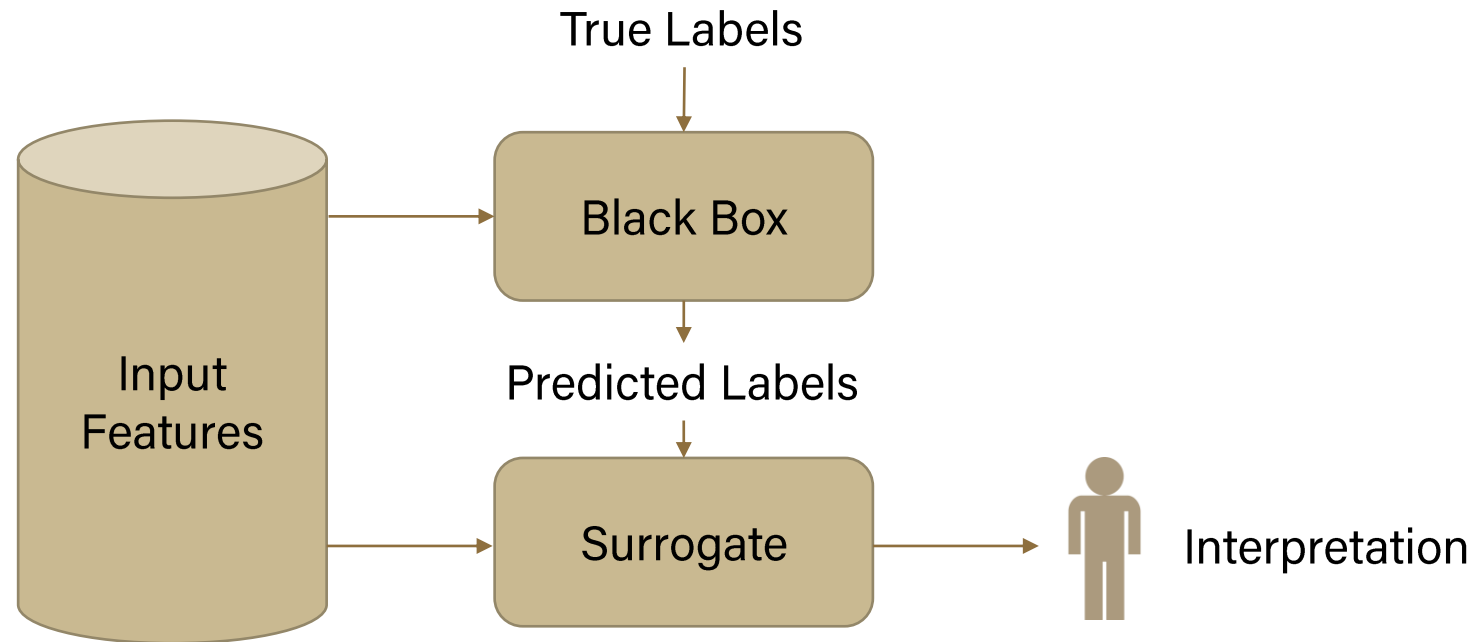 True Labels
Black Box
Input
Features
Predicted Labels
Surrogate
Interpretation